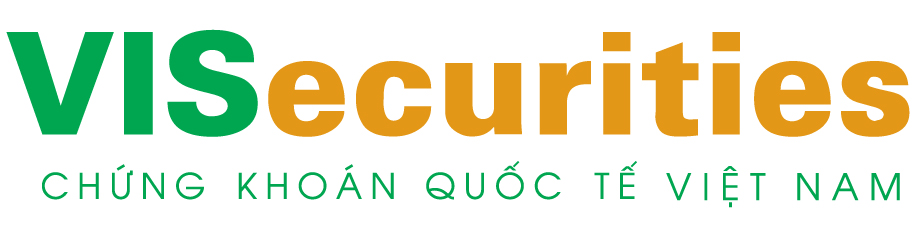 VISecurities
CHỨNG KHOÁN QUỐC TẾ VIỆT NAM